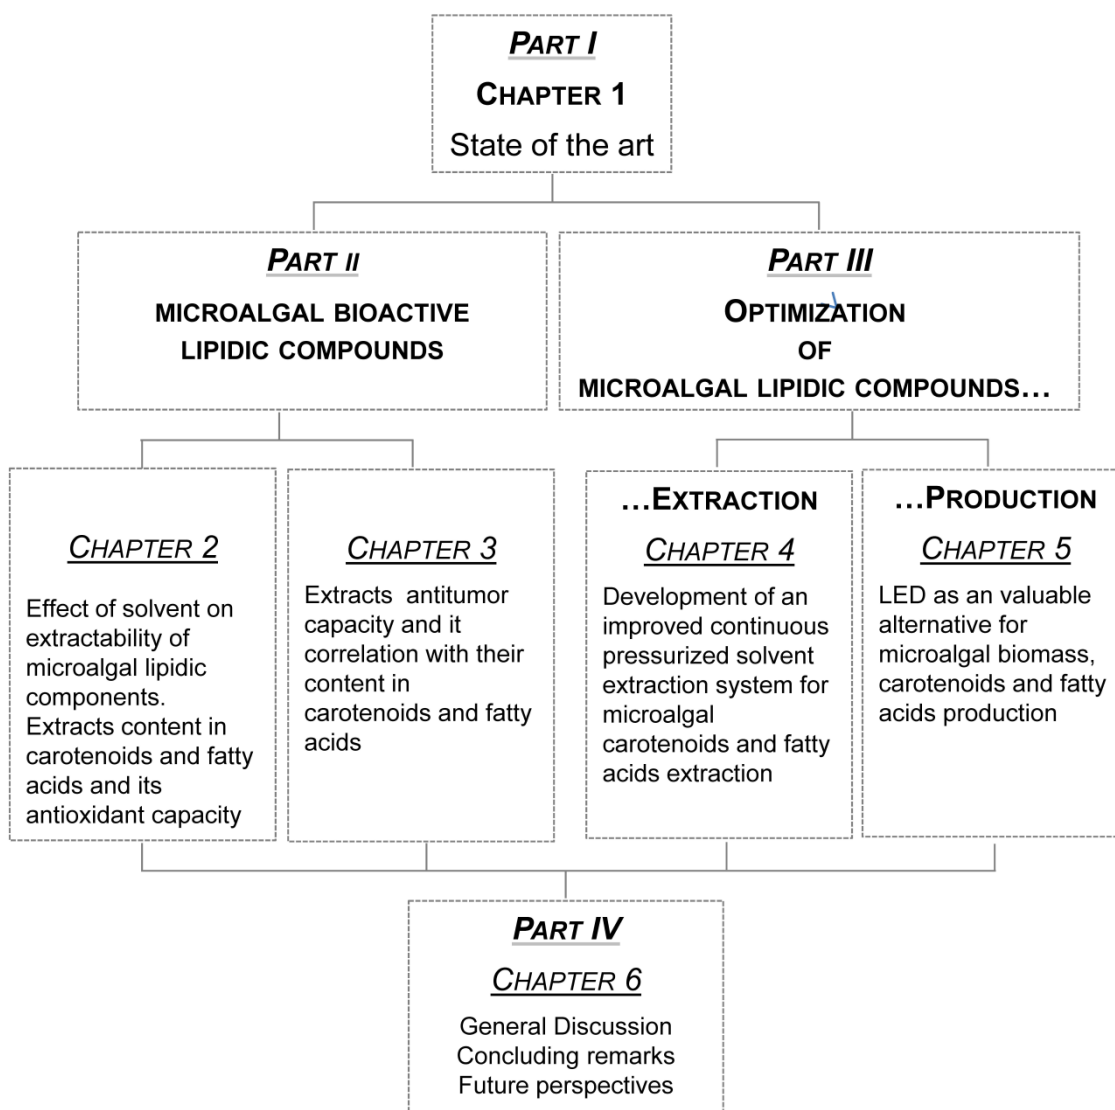 PART I
CHAPTER 1
State of the art
PART II
MICROALGAL BIOACTIVE
LIPIDIC COMPOUNDS
PART III
OPTIMIZATION
OF
MICROALGAL LIPIDIC COMPOUNDS...
CHAPTER 2
Effect of solvent on
extractability of
microalgal lipidic
components.
Extracts content in
carotenoids and fatty
acids and its
antioxidant capacity
CHAPTER 3
Extracts antitumor
capacity and it
correlation with their
content in
carotenoids and fatty
acids
...EXTRACTION
CHAPTER 4
Development of an
improved continuous
pressurized solvent
extraction system for
microalgal
carotenoids and fatty
acids extraction
...PRODUCTION
CHAPTER 5
LED as an valuable
alternative for
microalgal biomass,
carotenoids and fatty
acids production
PART IV
CHAPTER 6
General Discussion
Concluding remarks
Future perspectives